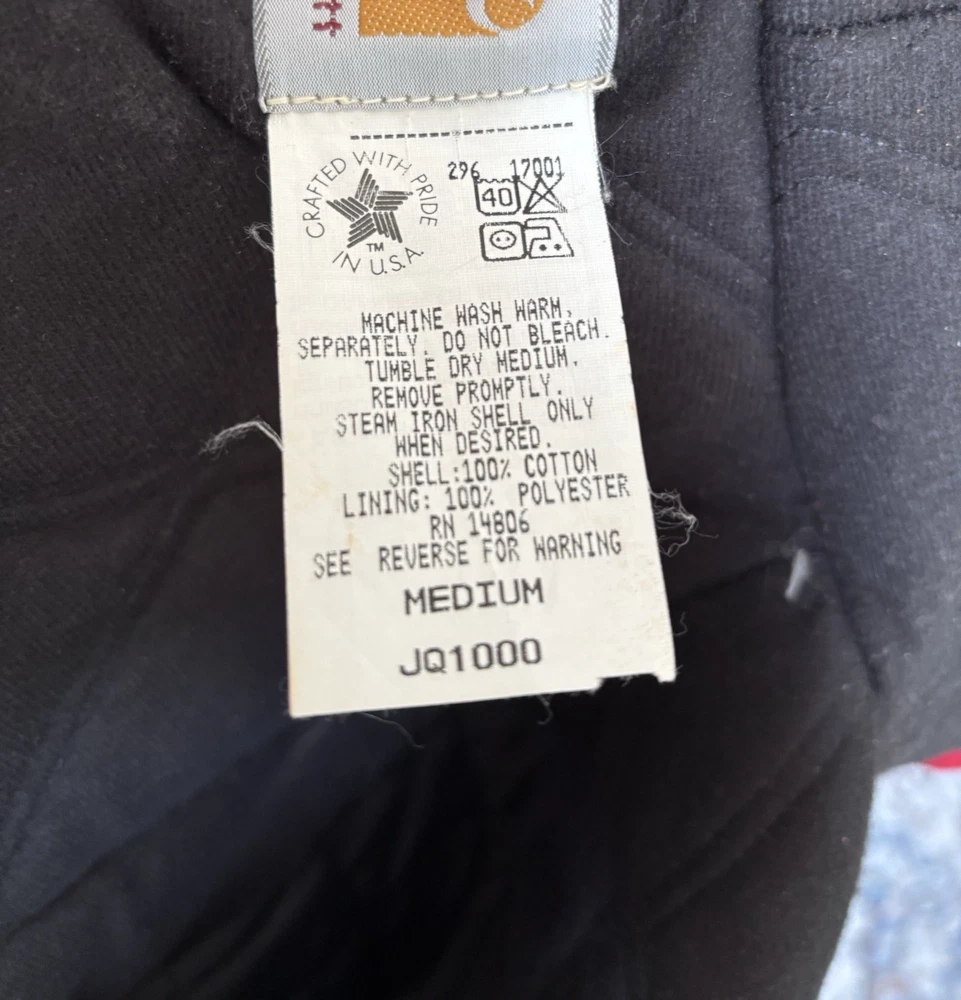 tt
CRAFTED WITH PRIDE
IN U.S.A.
TM
296 17001
40
MACHINE WASH WARM,
SEPARATELY. DO NOT BLEACH.
TUMBLE DRY MEDIUM.
REMOVE PROMPTLY.
STEAM IRON SHELL ONLY
WHEN DESIRED.
SHELL:100% COTTON
LINING: 100% POLYESTER
RN 14806
SEE REVERSE FOR WARNING
MEDIUM
JQ1000